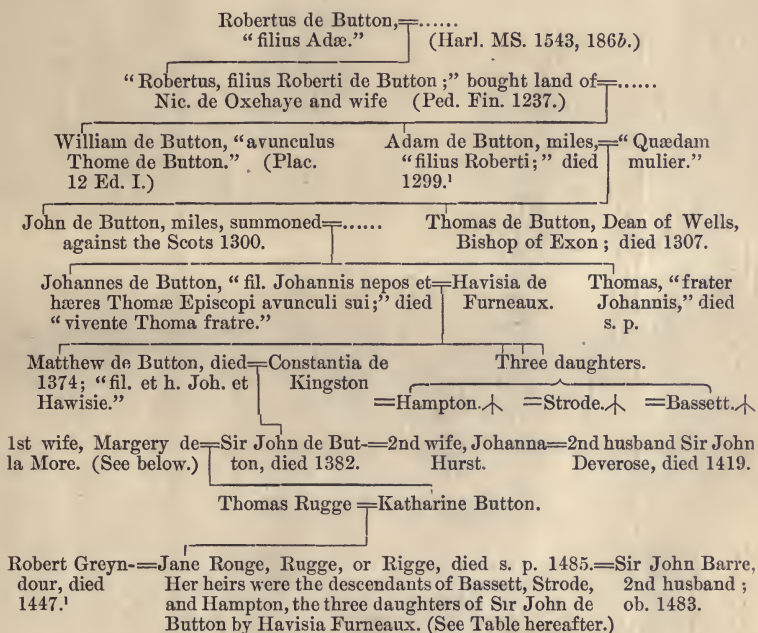 Robertus de Button,=......
“filius Adæ.” (Harl. MS. 1543, 186b.)
“Robertus, filius Roberti de Button;” bought land of=......
Nic. de Oxehaye and wife (Ped. Fin. 1237.)
William de Button, “avunculus Adam de Button, miles,=“Quædam
Thome de Button.” (Plac. “filius Roberti;” died mulier.”
12 Ed. I.) 1299.¹
John de Button, miles, summoned=...... Thomas de Button, Dean of Wells,
against the Scots 1300. Bishop of Exon; died 1307.
Johannes de Button, “fil. Johannis nepos et=Havisia de Thomas, “frater
hæres Thomæ Episcopi avunculi sui;” died Furneaux. Johannis,” died
“vivente Thoma fratre.” s. p.
Matthew de Button, died=Constantia de Three daughters.
1374; “fil. et h. Joh. et Kingston
Hawisie.” =Hampton. =Strode. =Bassett.
1st wife, Margery de=Sir John de But-=2nd wife, Johanna=2nd husband Sir John
la More. (See below.) ton, died 1382. Hurst. Deverose, died 1419.
Thomas Rugge=Katharine Button.
Robert Greyn-=Jane Rouge, Rugge, or Rigge, died s. p. 1485.=Sir John Barre,
dour, died Her heirs were the descendants of Bassett, Strode, 2nd husband;
1447.¹ and Hampton, the three daughters of Sir John de ob. 1483.
Button by Havisia Furneaux. (See Table hereafter.)